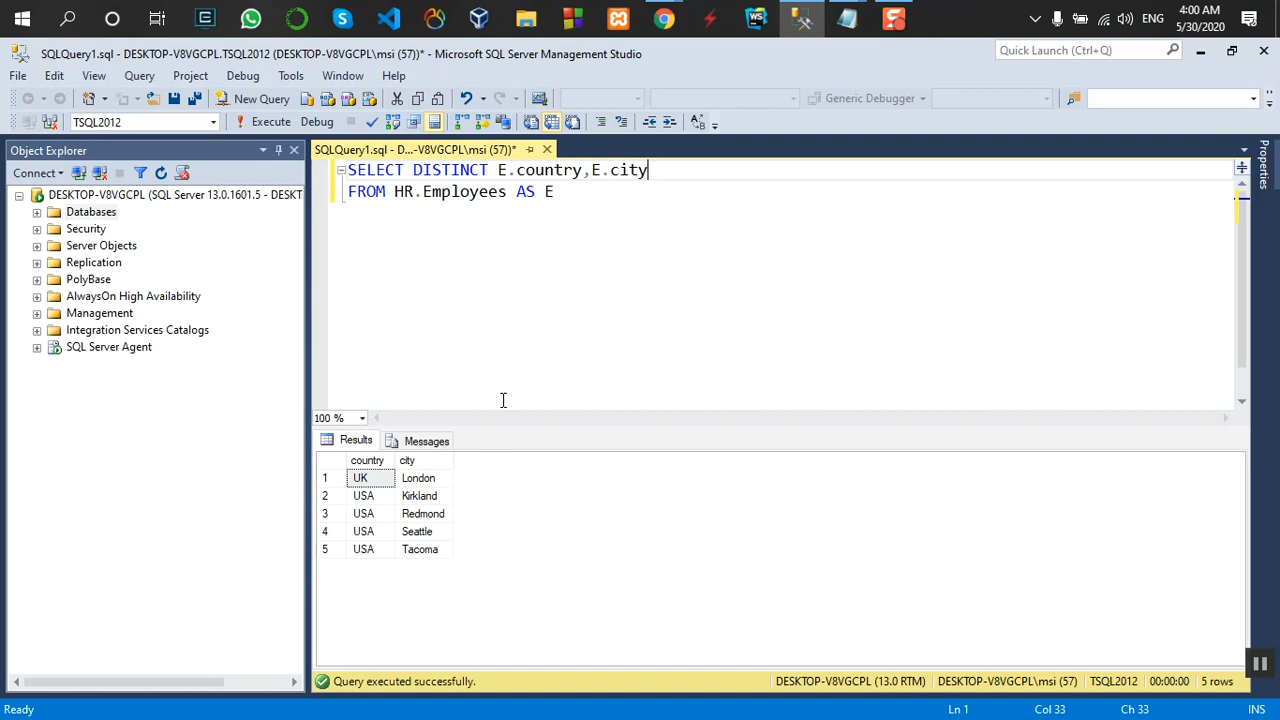 4:00 AM
ENG
5/30/2020
SQLQuery1.sql - DESKTOP-V8VGCPL.TSQL2012 (DESKTOP-V8VGCPL\msi (57))* - Microsoft SQL Server Management Studio
Quick Launch (Ctrl+Q)
File Edit View Query Project Debug Tools Window Help
New Query
Generic Debugger
TSQL2012
Execute Debug
Object Explorer
SQLQuery1.sql - D...-V8VGCPL\msi (57))*
Properties
Connect
DESKTOP-V8VGCPL (SQL Server 13.0.1601.5 - DESKT
Databases
Security
Server Objects
Replication
PolyBase
AlwaysOn High Availability
Management
Integration Services Catalogs
SQL Server Agent
SELECT DISTINCT E.country,E.city
FROM HR.Employees AS E
100 %
Results Messages
country city
1 UK London
2 USA Kirkland
3 USA Redmond
4 USA Seattle
5 USA Tacoma
Query executed successfully.
DESKTOP-V8VGCPL (13.0 RTM) DESKTOP-V8VGCPL\msi (57) TSQL2012 00:00:00 5 rows
Ready Ln 1 Col 33 Ch 33 INS